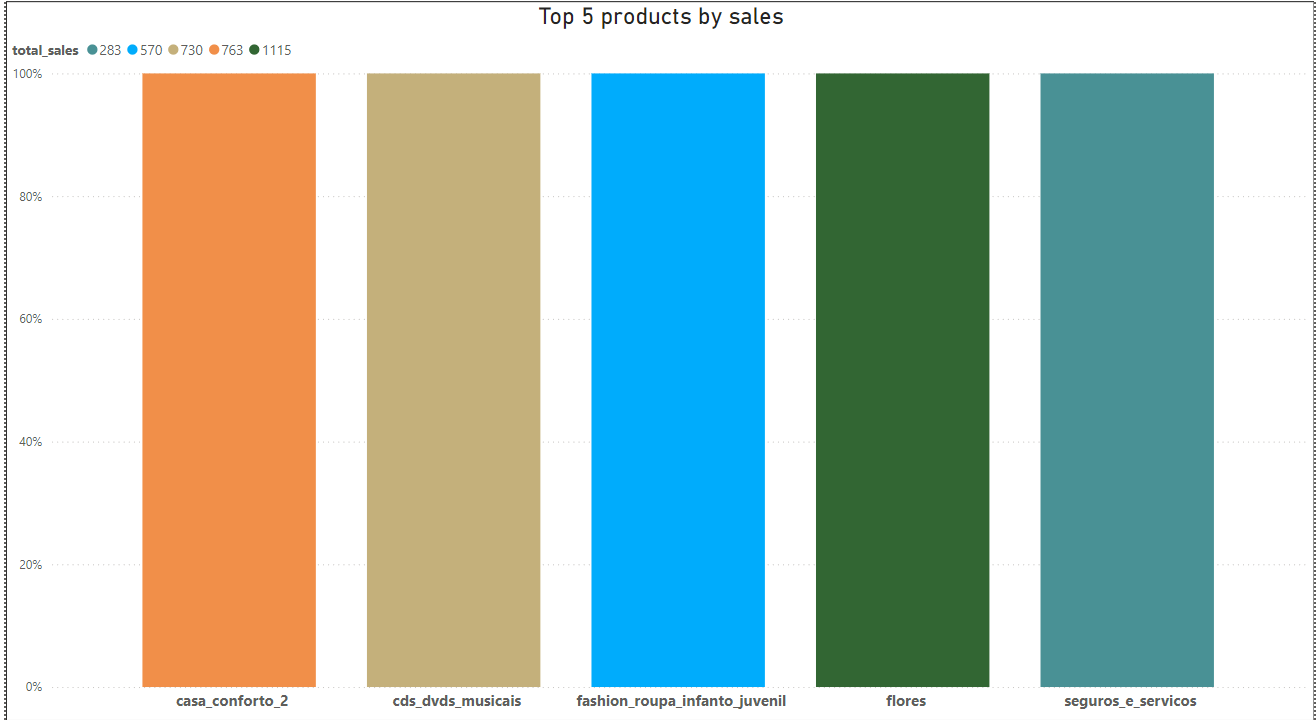 Top 5 products by sales
total_sales 283 570 730 763 1115
100%
80%
60%
40%
20%
0%
casa_conforto_2 cds_dvds_musicais fashion_roupa_infanto_juvenil flores seguros_e_servicos